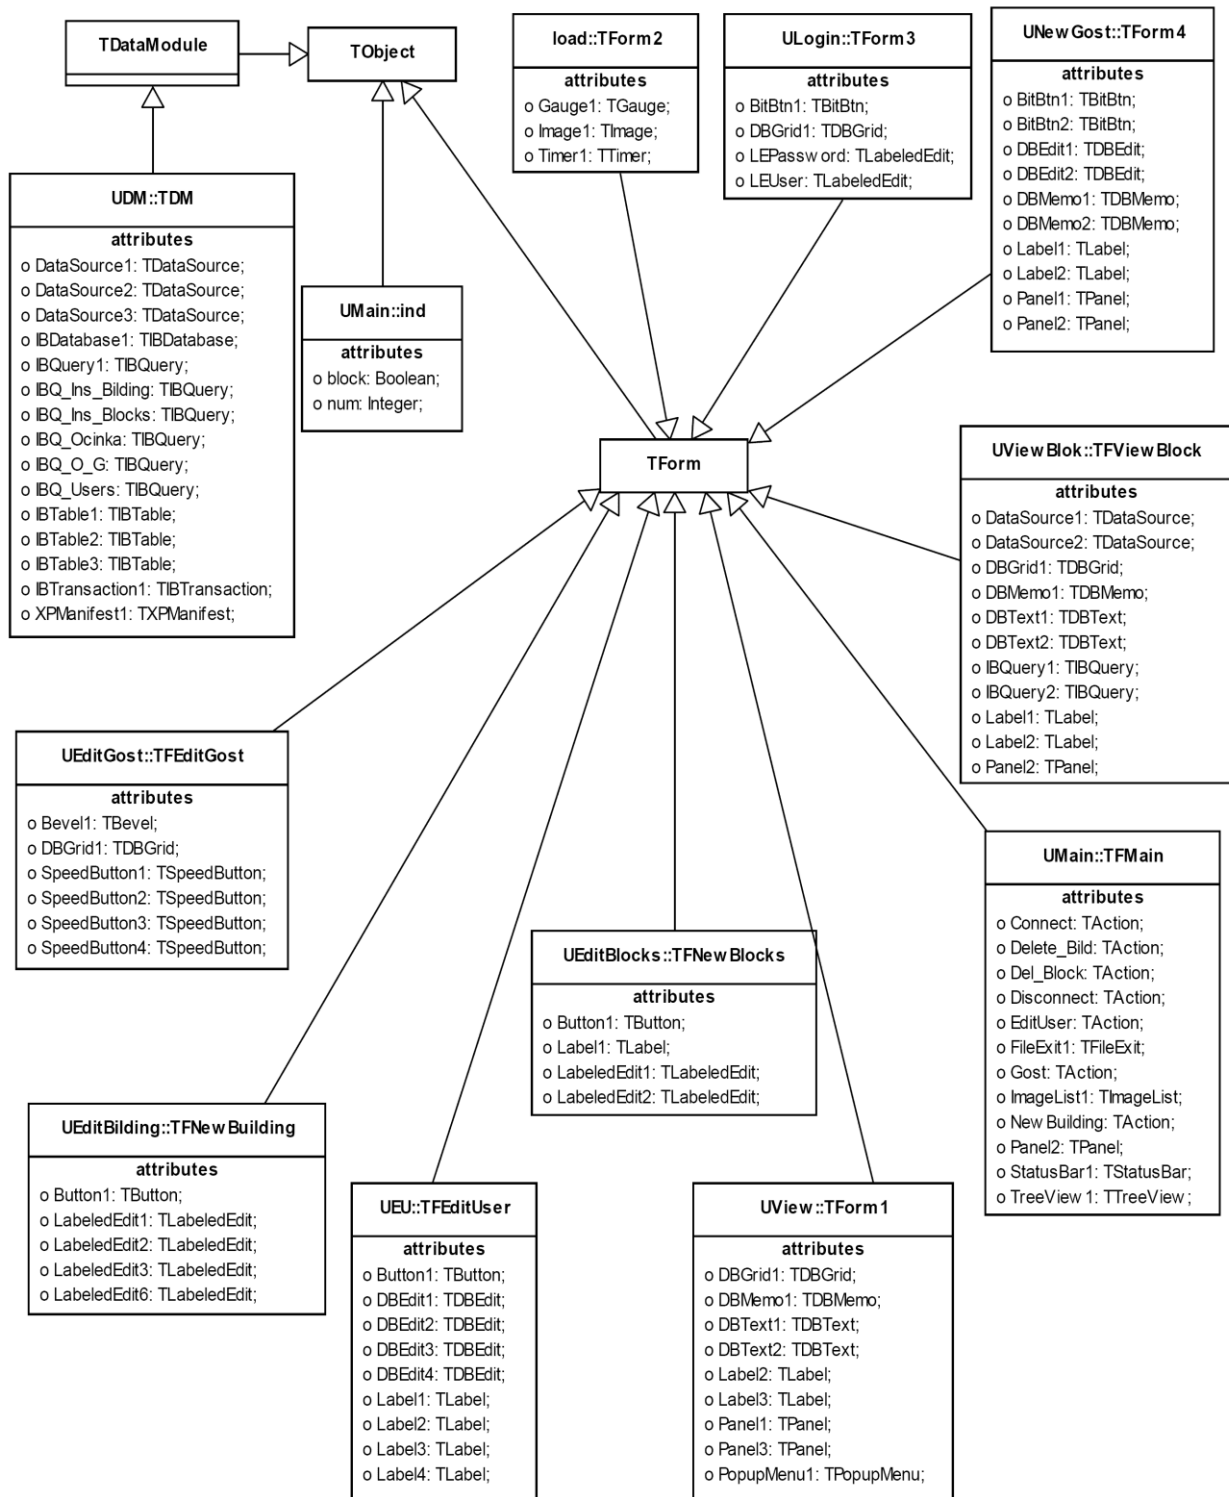 TDataModule
TObject
load::TForm2
attributes
o Gauge1: TGauge;
o Image1: TImage;
o Timer1: TTimer;
ULogin::TForm3
attributes
o BitBtn1: TBitBtn;
o DBGrid1: TDBGrid;
o LEPassword: TLabeledEdit;
o LEUser: TLabeledEdit;
UNewGost::TForm4
attributes
o BitBtn1: TBitBtn;
o BitBtn2: TBitBtn;
o DBEdit1: TDBEdit;
o DBEdit2: TDBEdit;
o DBMemo1: TDBMemo;
o DBMemo2: TDBMemo;
o Label1: TLabel;
o Label2: TLabel;
o Panel1: TPanel;
o Panel2: TPanel;
UDM::TDM
attributes
o DataSource1: TDataSource;
o DataSource2: TDataSource;
o DataSource3: TDataSource;
o IBDatabase1: TIBDatabase;
o IBQuery1: TIBQuery;
o IBQ_Ins_Bilding: TIBQuery;
o IBQ_Ins_Blocks: TIBQuery;
o IBQ_Ocinka: TIBQuery;
o IBQ_O_G: TIBQuery;
o IBQ_Users: TIBQuery;
o IBTable1: TIBTable;
o IBTable2: TIBTable;
o IBTable3: TIBTable;
o IBTransaction1: TIBTransaction;
o XPManifest1: TXPManifest;
UMain::ind
attributes
o block: Boolean;
o num: Integer;
TForm
UViewBlok::TFViewBlock
attributes
o DataSource1: TDataSource;
o DataSource2: TDataSource;
o DBGrid1: TDBGrid;
o DBMemo1: TDBMemo;
o DBText1: TDBText;
o DBText2: TDBText;
o IBQuery1: TIBQuery;
o IBQuery2: TIBQuery;
o Label1: TLabel;
o Label2: TLabel;
o Panel2: TPanel;
UEditGost::TFEditGost
attributes
o Bevel1: TBevel;
o DBGrid1: TDBGrid;
o SpeedButton1: TSpeedButton;
o SpeedButton2: TSpeedButton;
o SpeedButton3: TSpeedButton;
o SpeedButton4: TSpeedButton;
UMain::TFMain
attributes
o Connect: TAction;
o Delete_Bild: TAction;
o Del_Block: TAction;
o Disconnect: TAction;
o EditUser: TAction;
o FileExit1: TFileExit;
o Gost: TAction;
o ImageList1: TImageList;
o NewBuilding: TAction;
o Panel2: TPanel;
o StatusBar1: TStatusBar;
o TreeView1: TTreeView;
UEditBlocks::TFNewBlocks
attributes
o Button1: TButton;
o Label1: TLabel;
o LabeledEdit1: TLabeledEdit;
o LabeledEdit2: TLabeledEdit;
UEditBilding::TFNewBuilding
attributes
o Button1: TButton;
o LabeledEdit1: TLabeledEdit;
o LabeledEdit2: TLabeledEdit;
o LabeledEdit3: TLabeledEdit;
o LabeledEdit6: TLabeledEdit;
UEU::TFEditUser
attributes
o Button1: TButton;
o DBEdit1: TDBEdit;
o DBEdit2: TDBEdit;
o DBEdit3: TDBEdit;
o DBEdit4: TDBEdit;
o Label1: TLabel;
o Label2: TLabel;
o Label3: TLabel;
o Label4: TLabel;
UView::TForm1
attributes
o DBGrid1: TDBGrid;
o DBMemo1: TDBMemo;
o DBText1: TDBText;
o DBText2: TDBText;
o Label2: TLabel;
o Label3: TLabel;
o Panel1: TPanel;
o Panel3: TPanel;
o PopupMenu1: TPopupMenu;